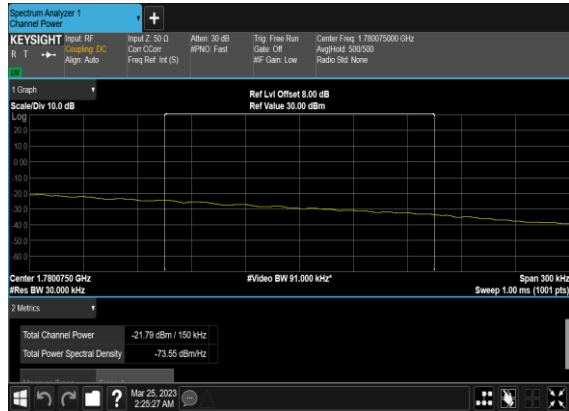 Spectrum Analyzer 1
Channel Power
+
KEYSIGHT
R T
LW
Input: RF
Coupling: DC
Align: Auto
Input Z: 50 Ω
Corr CCorr
Freq Ref: Int (S)
Atten: 30 dB
#PNO: Fast
Trig: Free Run
Gate: Off
#IF Gain: Low
Center Freq: 1.780075000 GHz
Avg|Hold: 500/500
Radio Std: None
1 Graph
Scale/Div 10.0 dB
Ref Lvl Offset 8.00 dB
Ref Value 30.00 dBm
Log
20.0
10.0
0.00
-10.0
-20.0
-30.0
-40.0
-50.0
-60.0
Center 1.7800750 GHz
#Video BW 91.000 kHz*
Span 300 kHz
#Res BW 30.000 kHz
Sweep 1.00 ms (1001 pts)
2 Metrics
Total Channel Power -21.79 dBm / 150 kHz
Total Power Spectral Density -73.55 dBm/Hz
?
Mar 25, 2023
2:25:27 AM